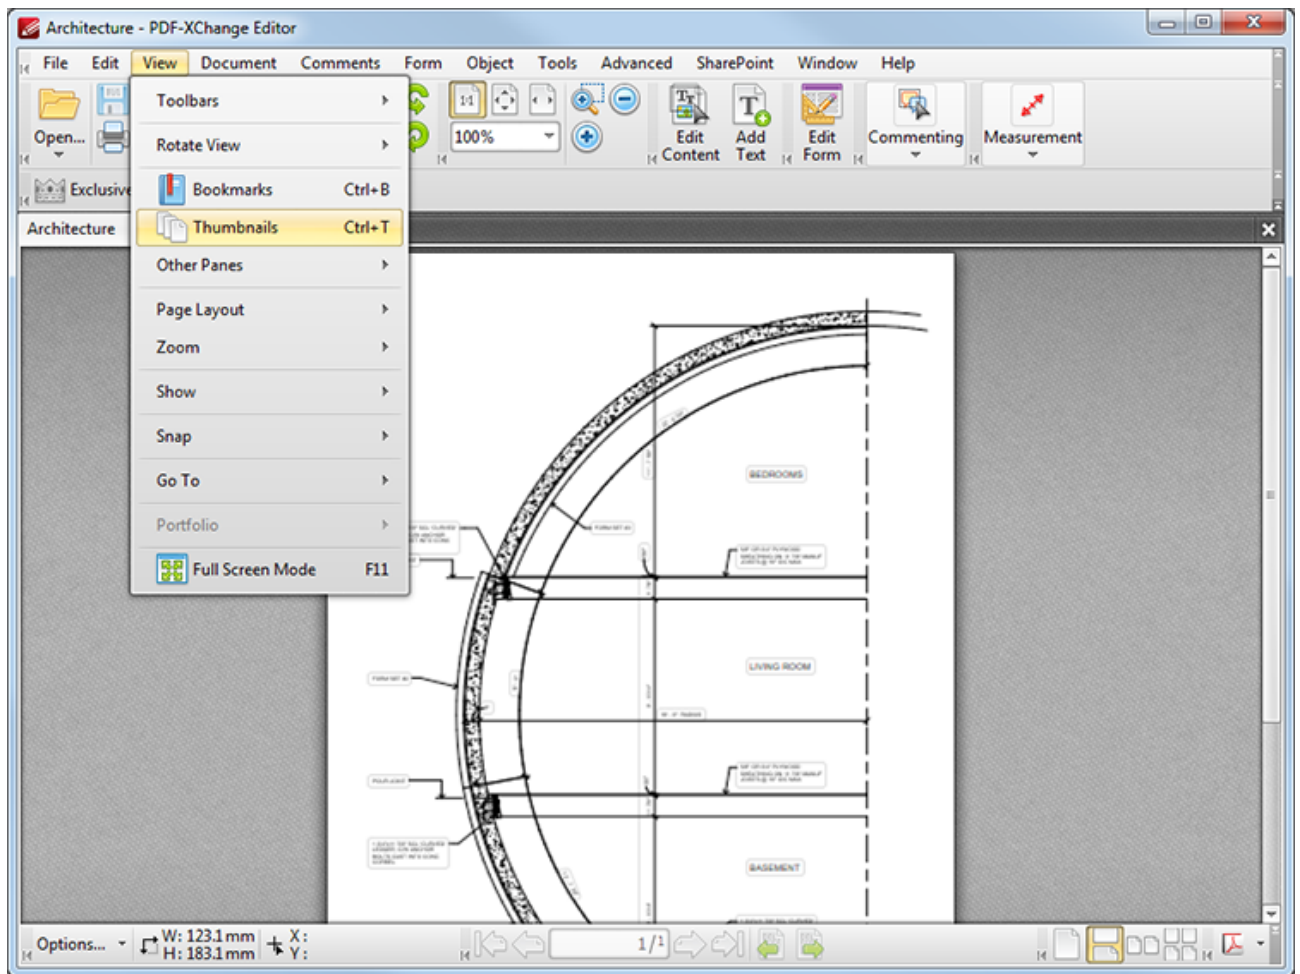 Architecture - PDF-XChange Editor
File Edit View Document Comments Form Object Tools Advanced SharePoint Window Help
Toolbars
Rotate View
Bookmarks Ctrl+B
Thumbnails Ctrl+T
Other Panes
Page Layout
Zoom
Show
Snap
Go To
Portfolio
Full Screen Mode F11
Open...
1:1
100%
Edit Content
Add Text
Edit Form
Commenting
Measurement
Exclusive
Architecture
BEDROOMS
LIVING ROOM
BASEMENT
Options...
W: 123.1 mm
H: 183.1 mm
X:
Y:
1/1